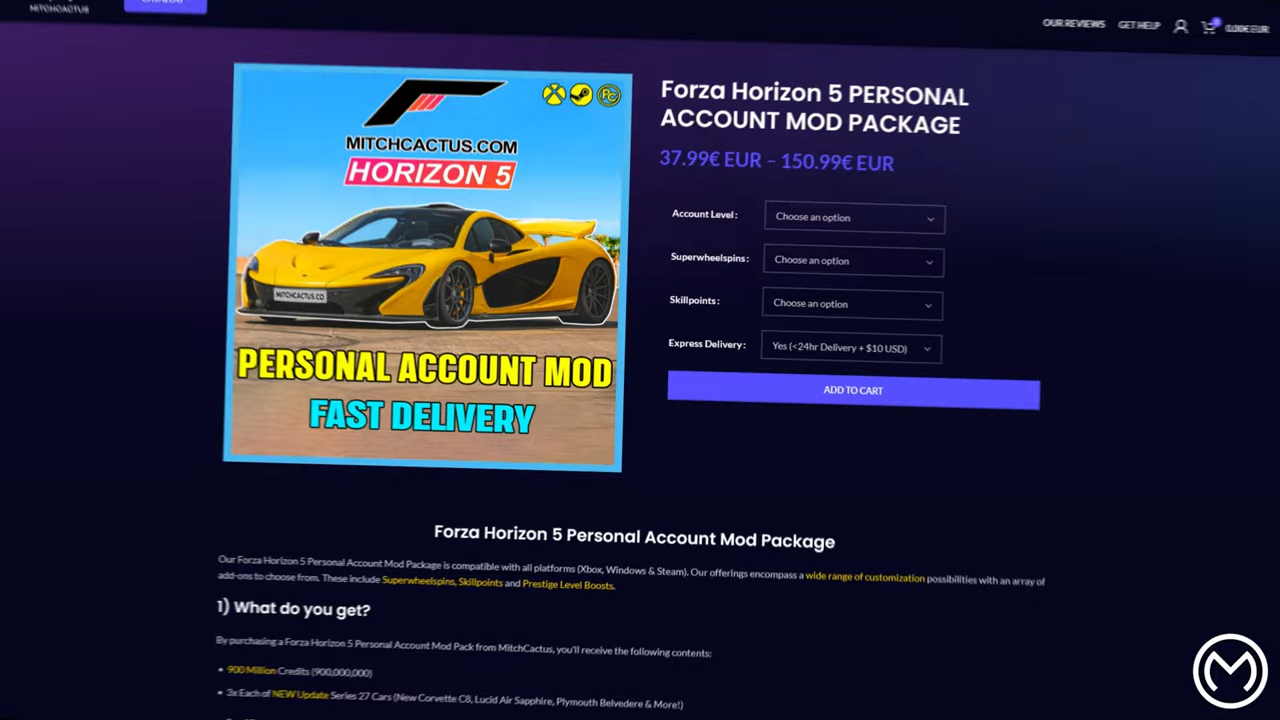 MITCHCACTUS
CATALOG
OUR REVIEWS GET HELP 0.00€ EUR
MITCHCACTUS.COM
HORIZON 5
MITCHCACTUS.CO
PERSONAL ACCOUNT MOD
FAST DELIVERY
Forza Horizon 5 PERSONAL
ACCOUNT MOD PACKAGE
37.99€ EUR – 150.99€ EUR
Account Level : Choose an option
Superwheelspins : Choose an option
Skillpoints : Choose an option
Express Delivery : Yes (<24hr Delivery + $10 USD)
ADD TO CART
Forza Horizon 5 Personal Account Mod Package
Our Forza Horizon 5 Personal Account Mod Package is compatible with all platforms (Xbox, Windows & Steam). Our offerings encompass a wide range of customization possibilities with an array of
add-ons to choose from. These include Superwheelspins, Skillpoints and Prestige Level Boosts.
1) What do you get?
By purchasing a Forza Horizon 5 Personal Account Mod Pack from MitchCactus, you'll receive the following contents:
• 900 Million Credits (900,000,000)
• 3x Each of NEW Update Series 27 Cars (New Corvette C8, Lucid Air Sapphire, Plymouth Belvedere & More!)